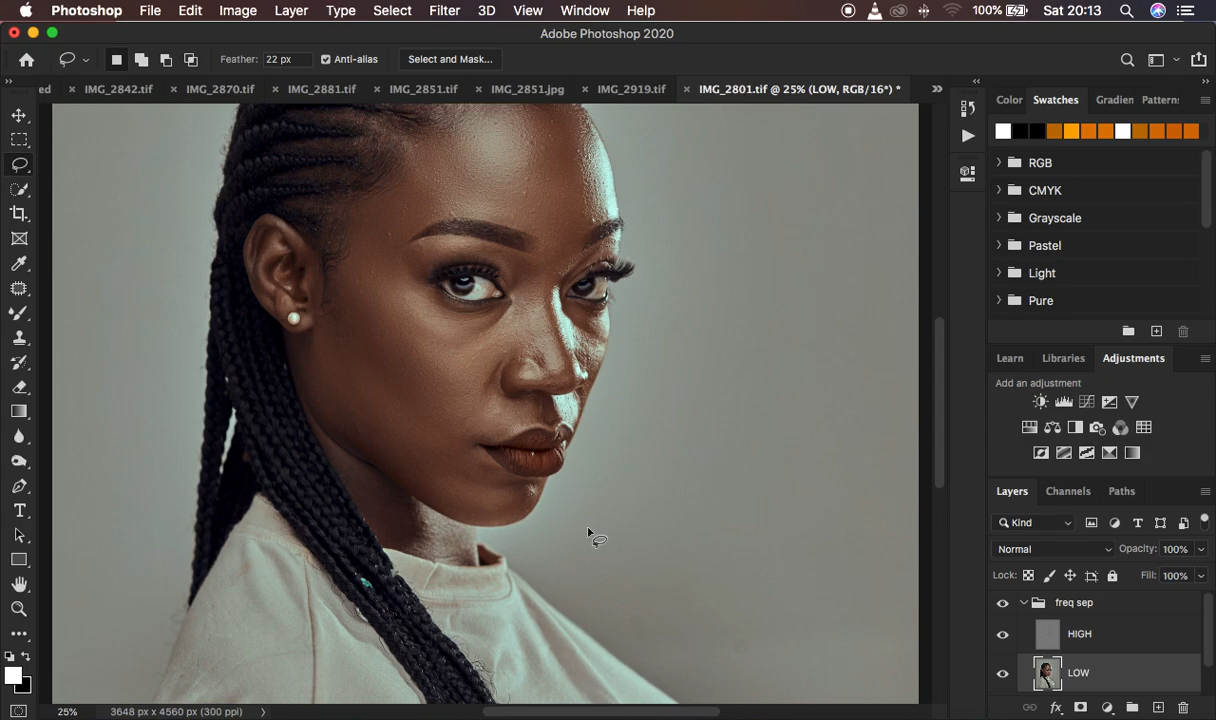 Photoshop File Edit Image Layer Type Select Filter 3D View Window Help 100% Sat 20:13
Adobe Photoshop 2020
Feather: 22 px Anti-alias Select and Mask...
ed IMG_2842.tif IMG_2870.tif IMG_2881.tif IMG_2851.tif IMG_2851.jpg IMG_2919.tif IMG_2801.tif @ 25% (LOW, RGB/16*) *
Color Swatches Gradien Pattern
RGB
CMYK
Grayscale
Pastel
Light
Pure
Learn Libraries Adjustments
Add an adjustment
Layers Channels Paths
Kind
Normal Opacity: 100%
Lock: Fill: 100%
freq sep
HIGH
LOW
25% 3648 px x 4560 px (300 ppi)